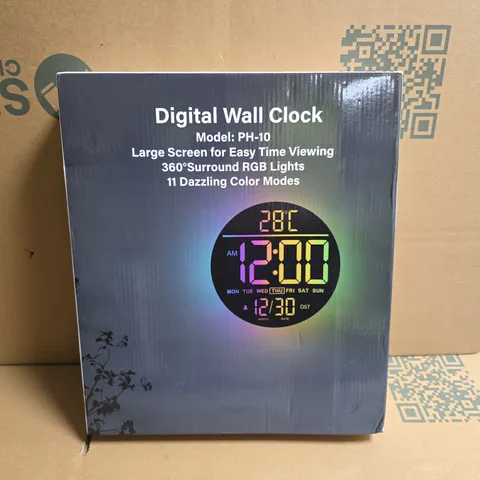 Digital Wall Clock
Model: PH-10
Large Screen for Easy Time Viewing
360°Surround RGB Lights
11 Dazzling Color Modes
28°C
AM 12:00
MON TUE WED THU FRI SAT SUN
12/30 DST